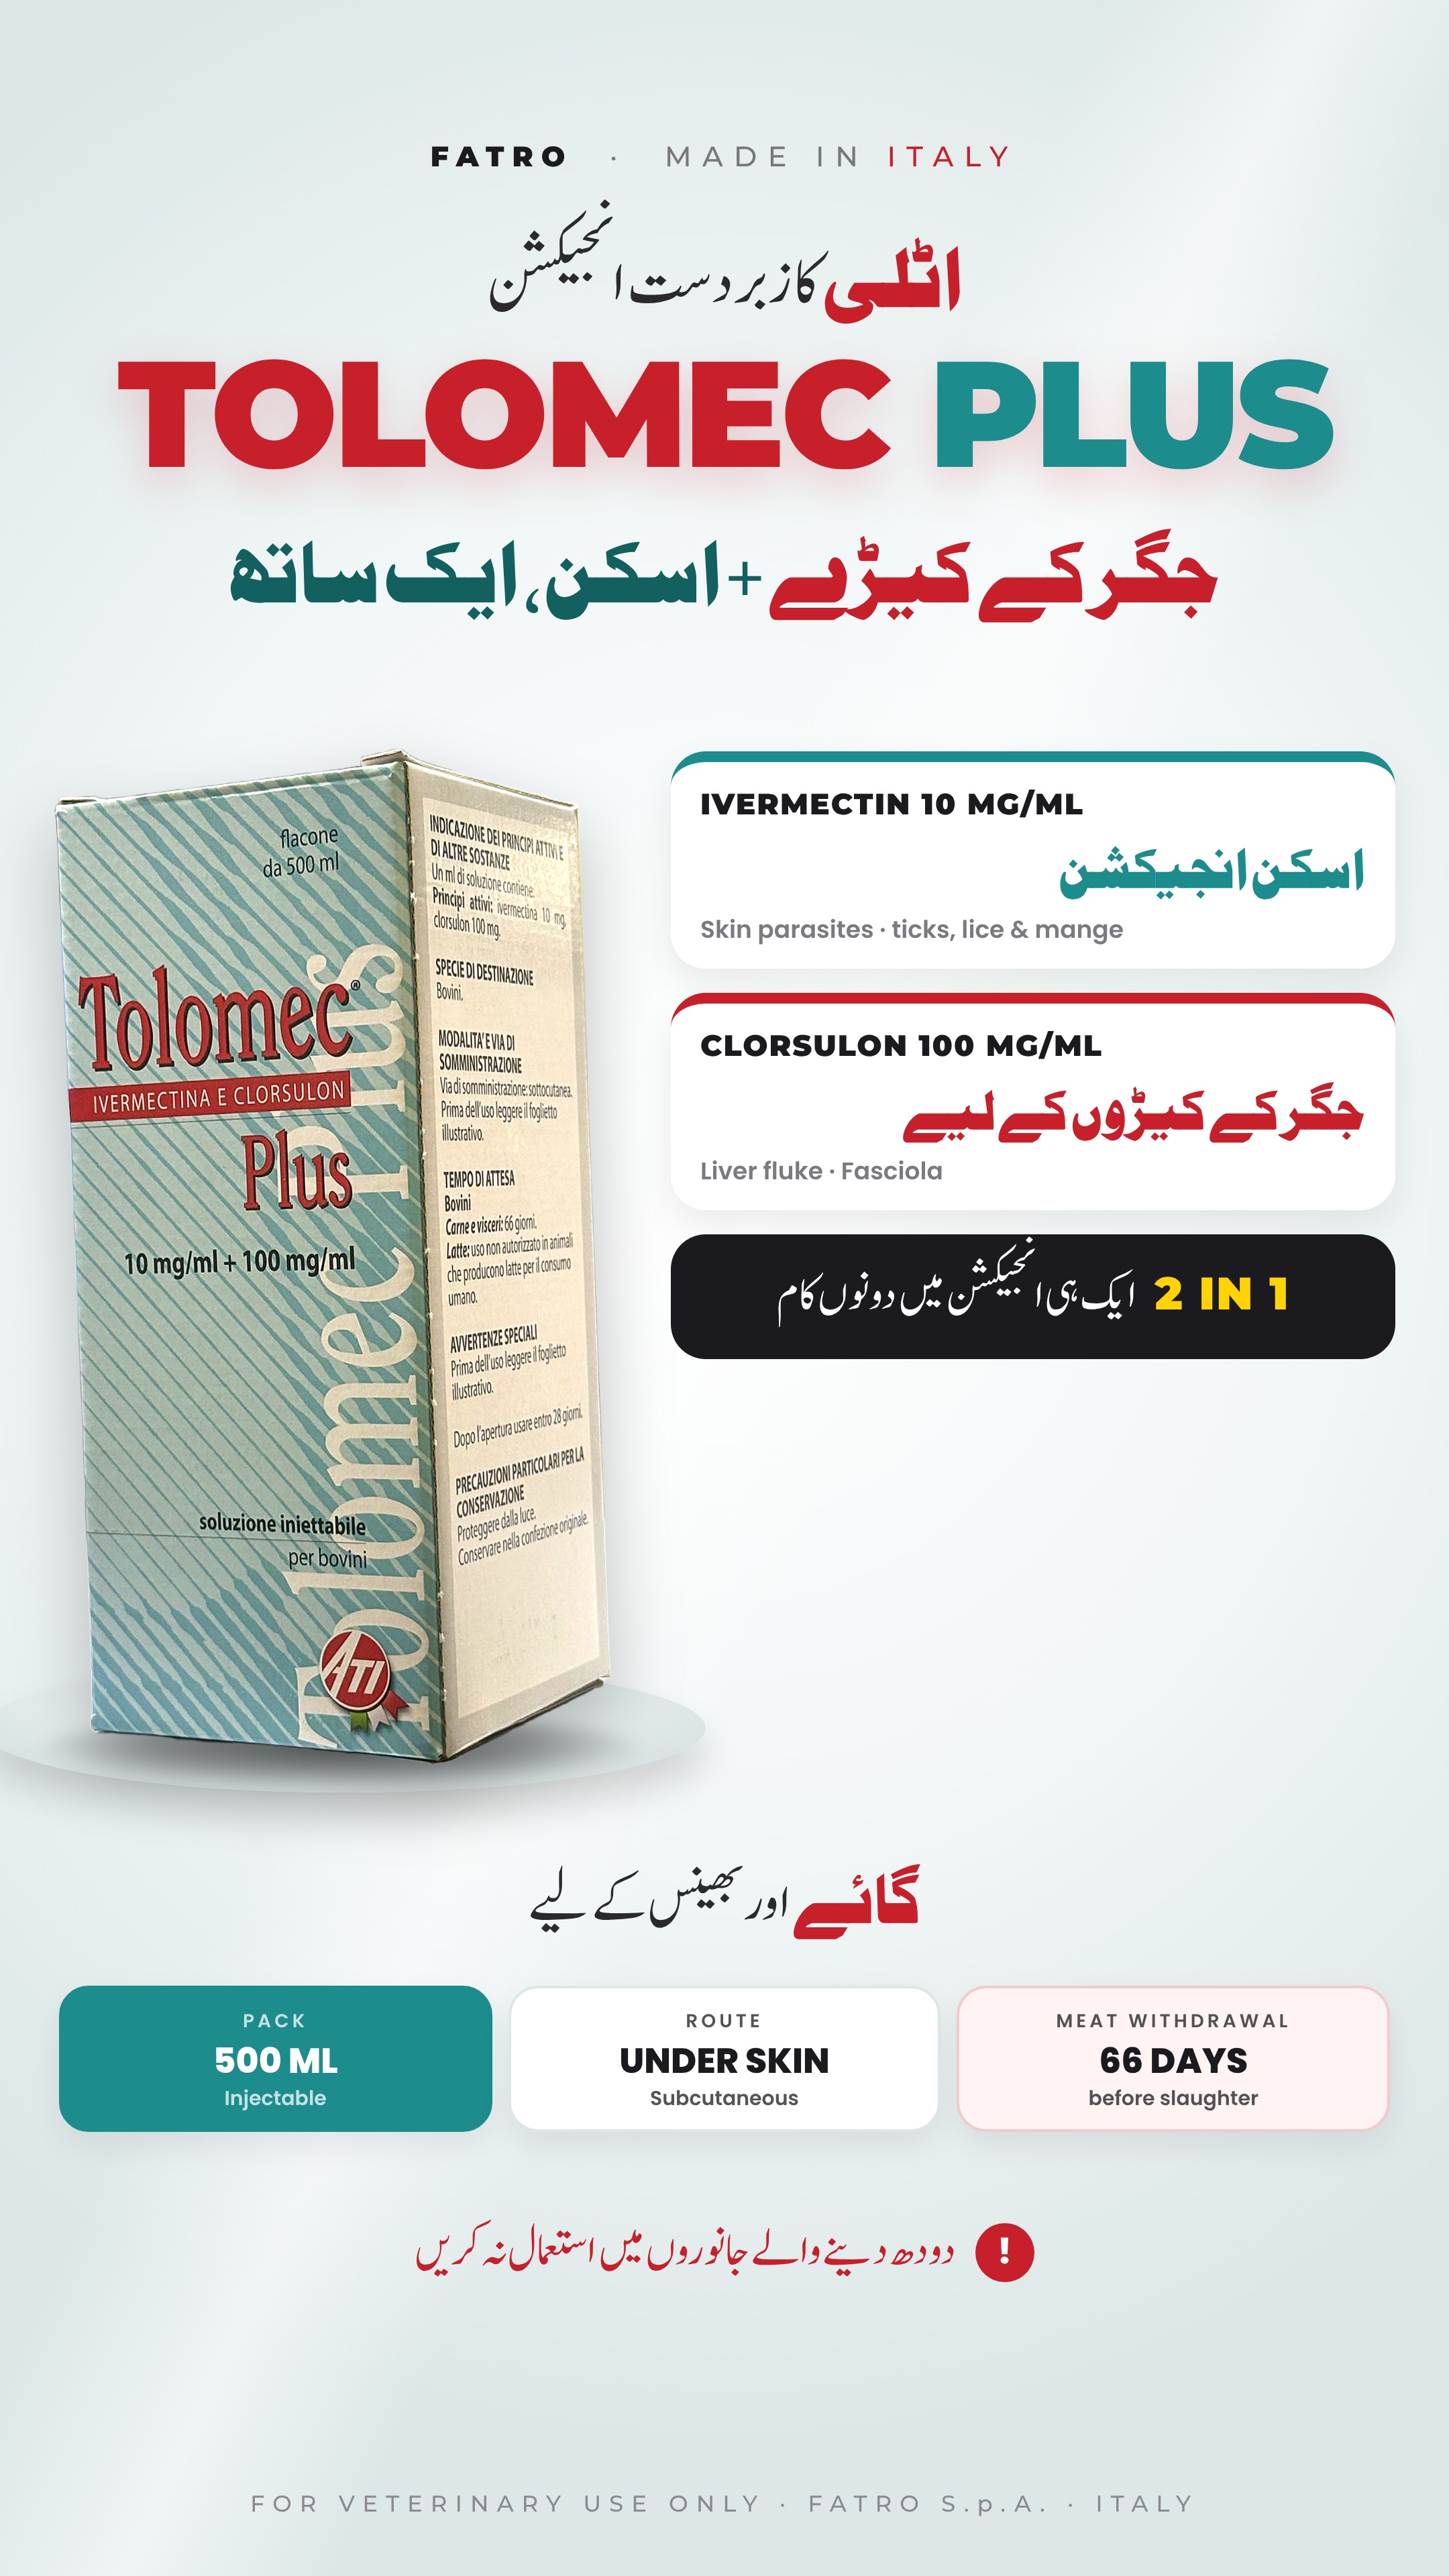 FATRO · MADE IN ITALY
اٹلی کا زبردست انجیکشن
TOLOMEC PLUS
جگر کے کیڑے + اسکن، ایک ساتھ
flacone
da 500 ml
Tolomec®
IVERMECTINA E CLORSULON
Plus
10 mg/ml + 100 mg/ml
soluzione iniettabile
per bovini
ATI
Tolomec Plus
INDICAZIONE DEI PRINCIPI ATTIVI E
DI ALTRE SOSTANZE
Un ml di soluzione contiene:
Principi attivi: ivermectina 10 mg,
clorsulon 100 mg.
SPECIE DI DESTINAZIONE
Bovini.
MODALITA' E VIA DI
SOMMINISTRAZIONE
Via di somministrazione: sottocutanea.
Prima dell'uso leggere il foglietto
illustrativo.
TEMPO DI ATTESA
Bovini
Carne e visceri: 66 giorni.
Latte: uso non autorizzato in animali
che producono latte per il consumo
umano.
AVVERTENZE SPECIALI
Prima dell'uso leggere il foglietto
illustrativo.
Dopo l'apertura usare entro 28 giorni.
PRECAUZIONI PARTICOLARI PER LA
CONSERVAZIONE
Proteggere dalla luce.
Conservare nella confezione originale.
IVERMECTIN 10 MG/ML
اسکن انجیکشن
Skin parasites · ticks, lice & mange
CLORSULON 100 MG/ML
جگر کے کیڑوں کے لیے
Liver fluke · Fasciola
2 IN 1 ایک ہی انجیکشن میں دونوں کام
گائے اور بھینس کے لیے
PACK
500 ML
Injectable
ROUTE
UNDER SKIN
Subcutaneous
MEAT WITHDRAWAL
66 DAYS
before slaughter
! دودھ دینے والے جانوروں میں استعمال نہ کریں
FOR VETERINARY USE ONLY · FATRO S.p.A. · ITALY